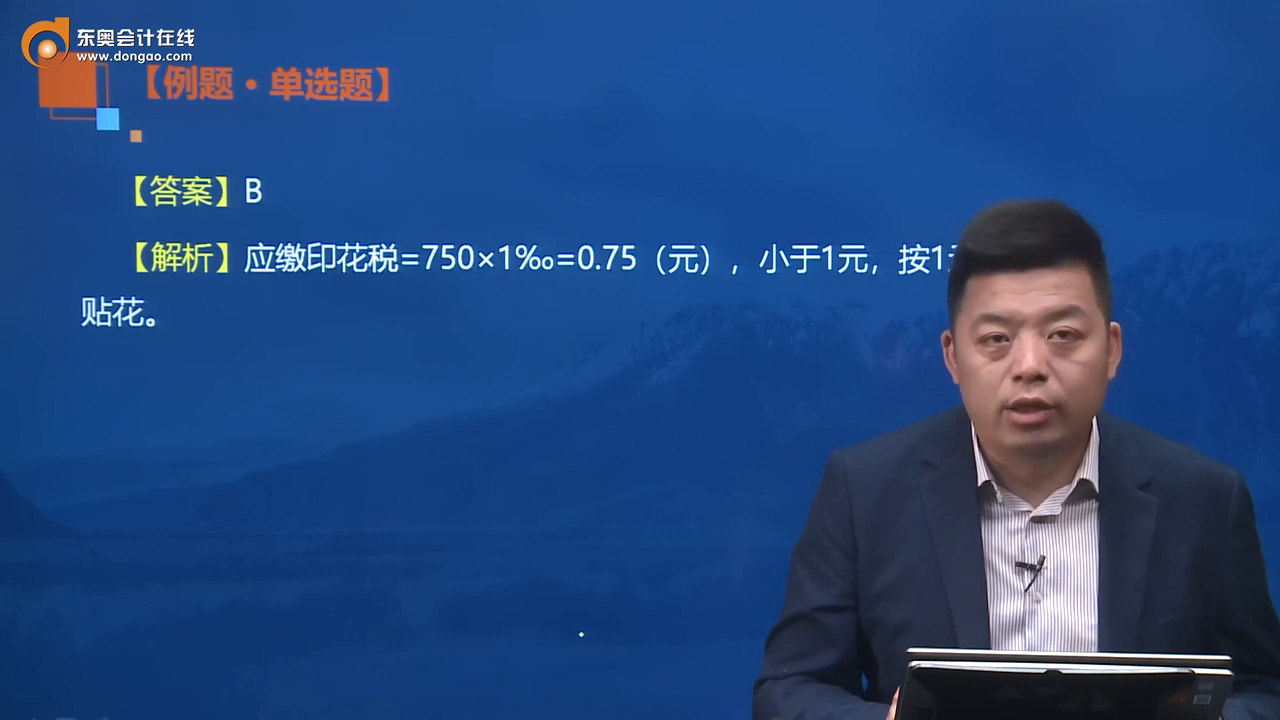 东奥会计在线
www.dongao.com
【例题·单选题】
【答案】B
【解析】应缴印花税=750×1‰=0.75（元），小于1元，按1
贴花。